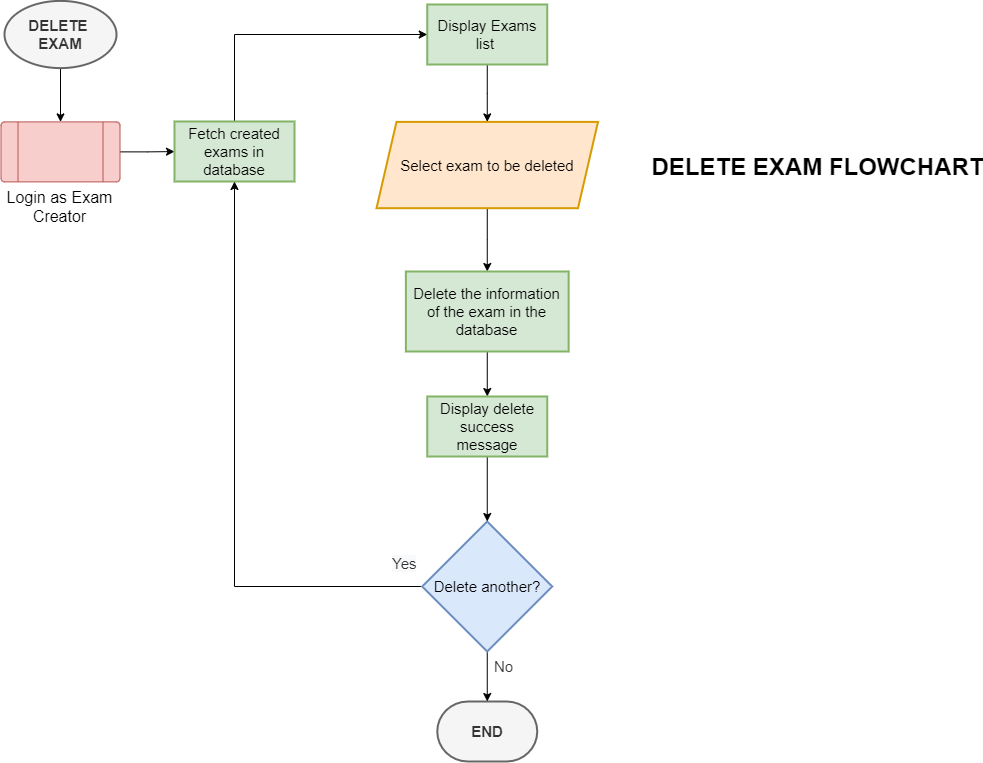 DELETE
EXAM
Display Exams
list
Fetch created
exams in
database
Select exam to be deleted
DELETE EXAM FLOWCHART
Login as Exam
Creator
Delete the information
of the exam in the
database
Display delete
success
message
Yes
Delete another?
No
END